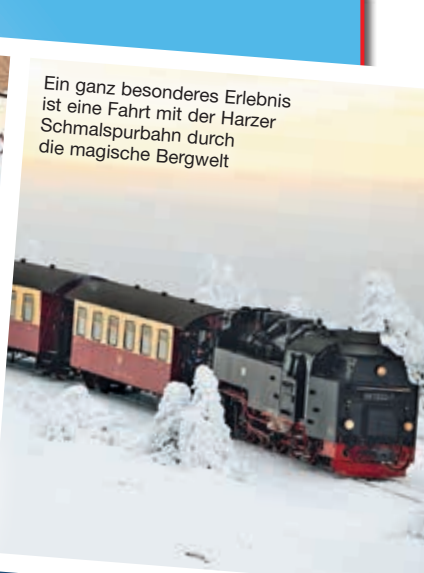 Ein ganz besonderes Erlebnis
ist eine Fahrt mit der Harzer
Schmalspurbahn durch
die magische Bergwelt